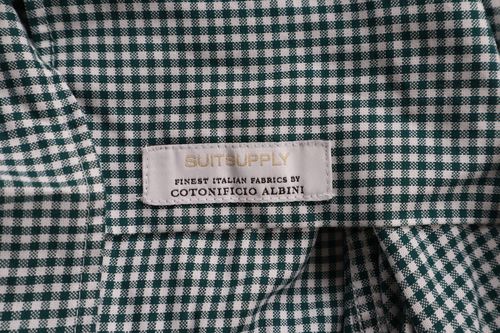 SUITSUPPLY
FINEST ITALIAN FABRICS BY
COTONIFICIO ALBINI